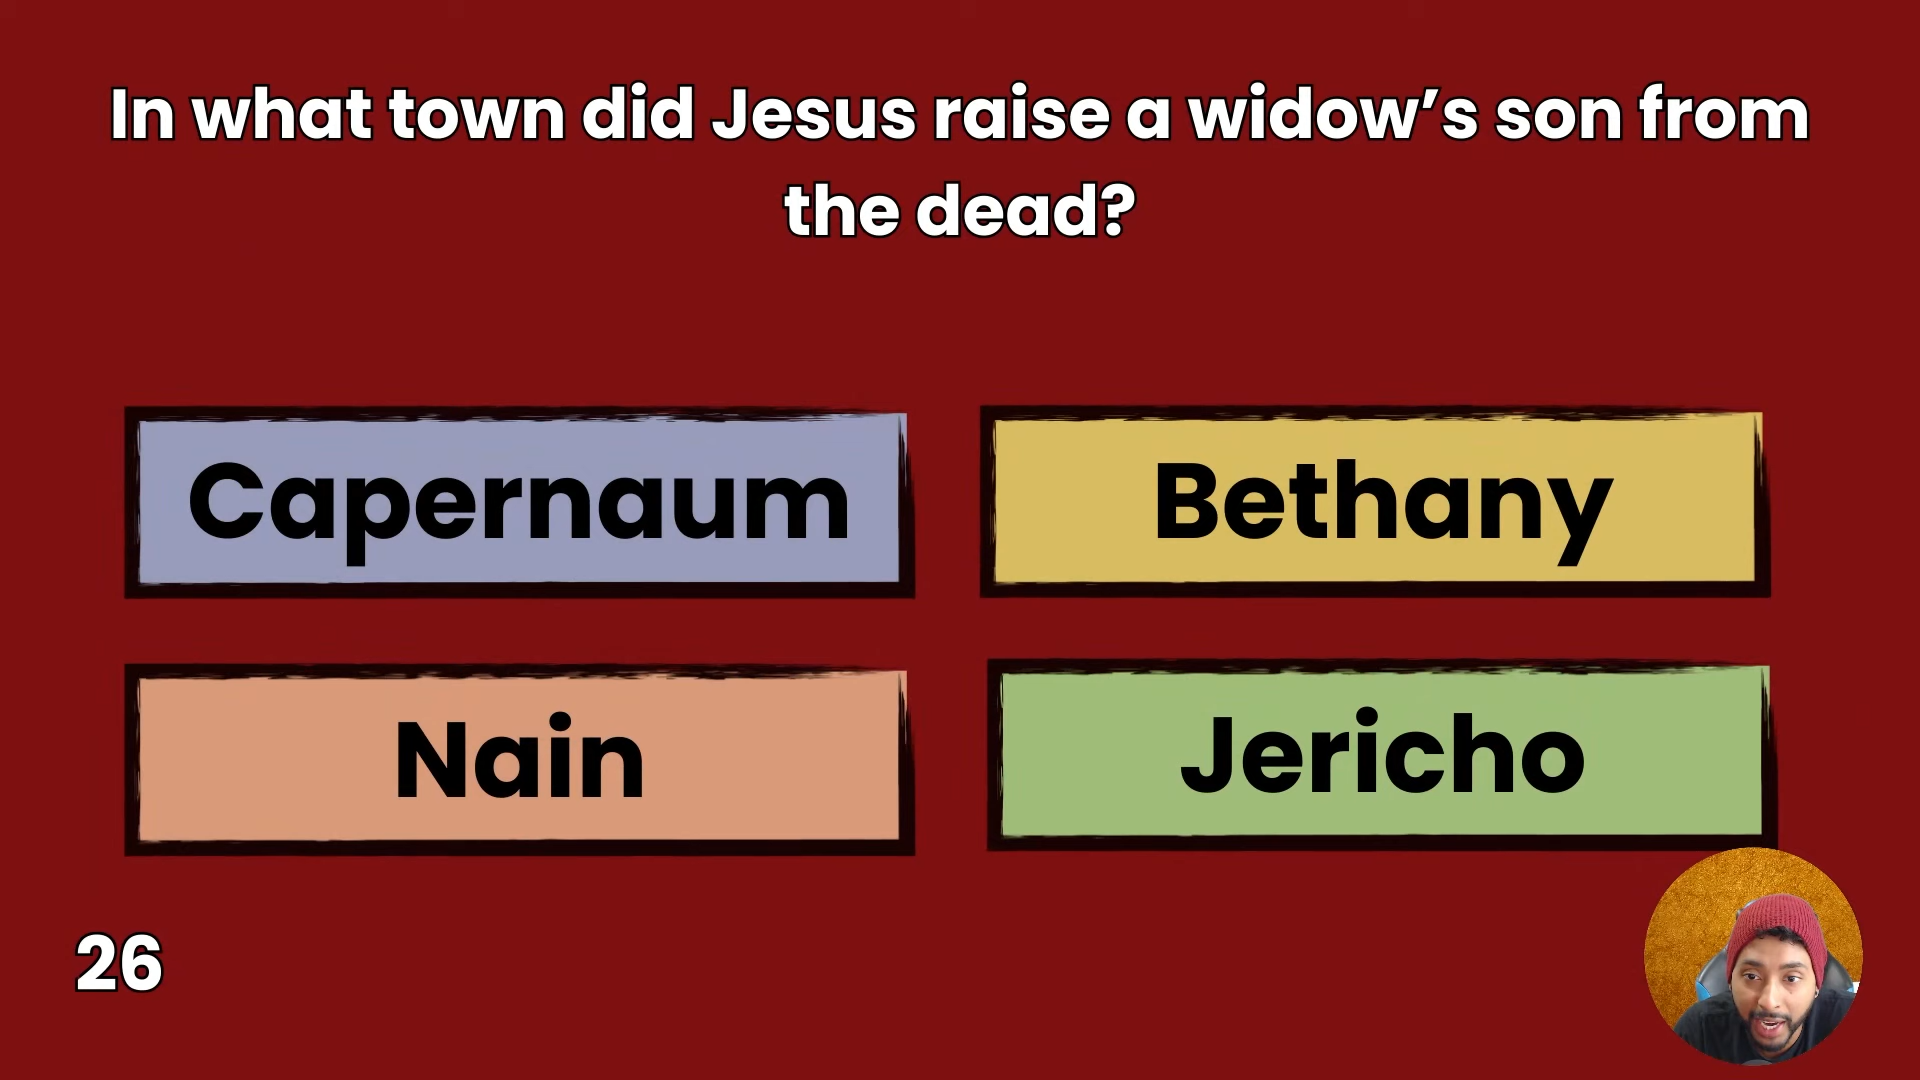 In what town did Jesus raise a widow’s son from
the dead?
Capernaum
Bethany
Nain
Jericho
26